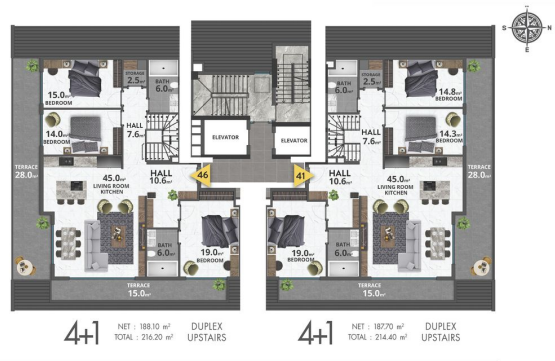 S
N
E
STORAGE
2.5m²
BATH
6.0m²
15.0m²
BEDROOM
14.0m²
BEDROOM
HALL
7.6m²
TERRACE
28.0m²
45.0m²
LIVING ROOM
KITCHEN
HALL
10.6m²
46
BATH
6.0m²
19.0m²
BEDROOM
TERRACE
15.0m²
ELEVATOR
ELEVATOR
BATH
6.0m²
STORAGE
2.5m²
14.8m²
BEDROOM
14.3m²
BEDROOM
HALL
7.6m²
41
HALL
10.6m²
45.0m²
LIVING ROOM
KITCHEN
TERRACE
28.0m²
19.0m²
BEDROOM
BATH
6.0m²
TERRACE
15.0m²
4+1
NET : 188.10 m²
TOTAL : 216.20 m²
DUPLEX
UPSTAIRS
4+1
NET : 187.70 m²
TOTAL : 214.40 m²
DUPLEX
UPSTAIRS